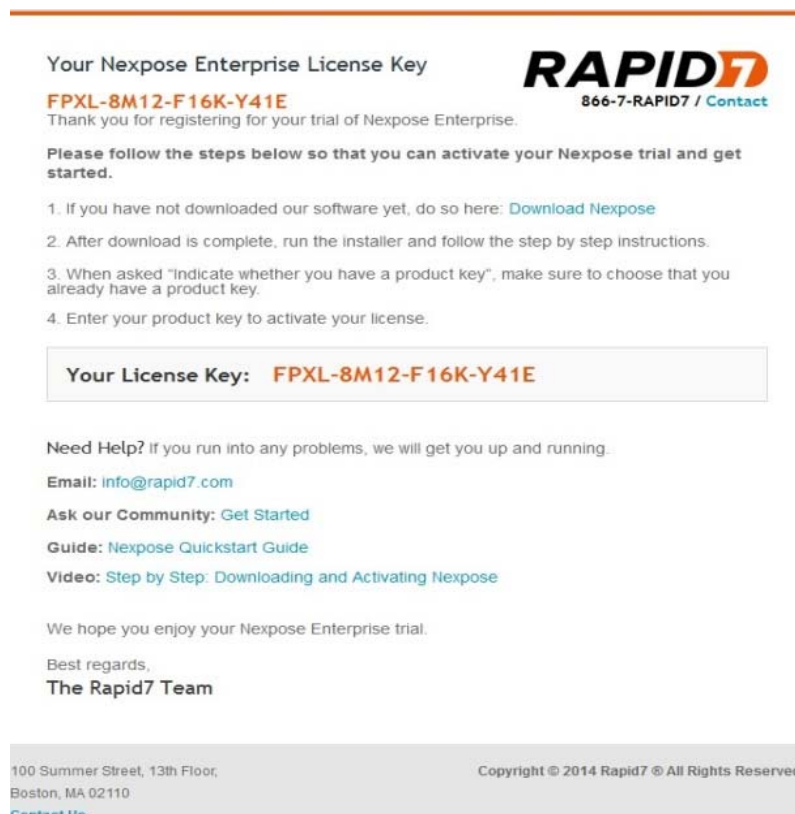 Your Nexpose Enterprise License Key
RAPID7
FPXL-8M12-F16K-Y41E
866-7-RAPID7 / Contact
Thank you for registering for your trial of Nexpose Enterprise.
Please follow the steps below so that you can activate your Nexpose trial and get
started.
1. If you have not downloaded our software yet, do so here: Download Nexpose
2. After download is complete, run the installer and follow the step by step instructions.
3. When asked "Indicate whether you have a product key", make sure to choose that you
already have a product key.
4. Enter your product key to activate your license.
Your License Key: FPXL-8M12-F16K-Y41E
Need Help? If you run into any problems, we will get you up and running.
Email: info@rapid7.com
Ask our Community: Get Started
Guide: Nexpose Quickstart Guide
Video: Step by Step: Downloading and Activating Nexpose
We hope you enjoy your Nexpose Enterprise trial.
Best regards,
The Rapid7 Team
100 Summer Street, 13th Floor,
Copyright © 2014 Rapid7 ® All Rights Reserved
Boston, MA 02110
Contact Us